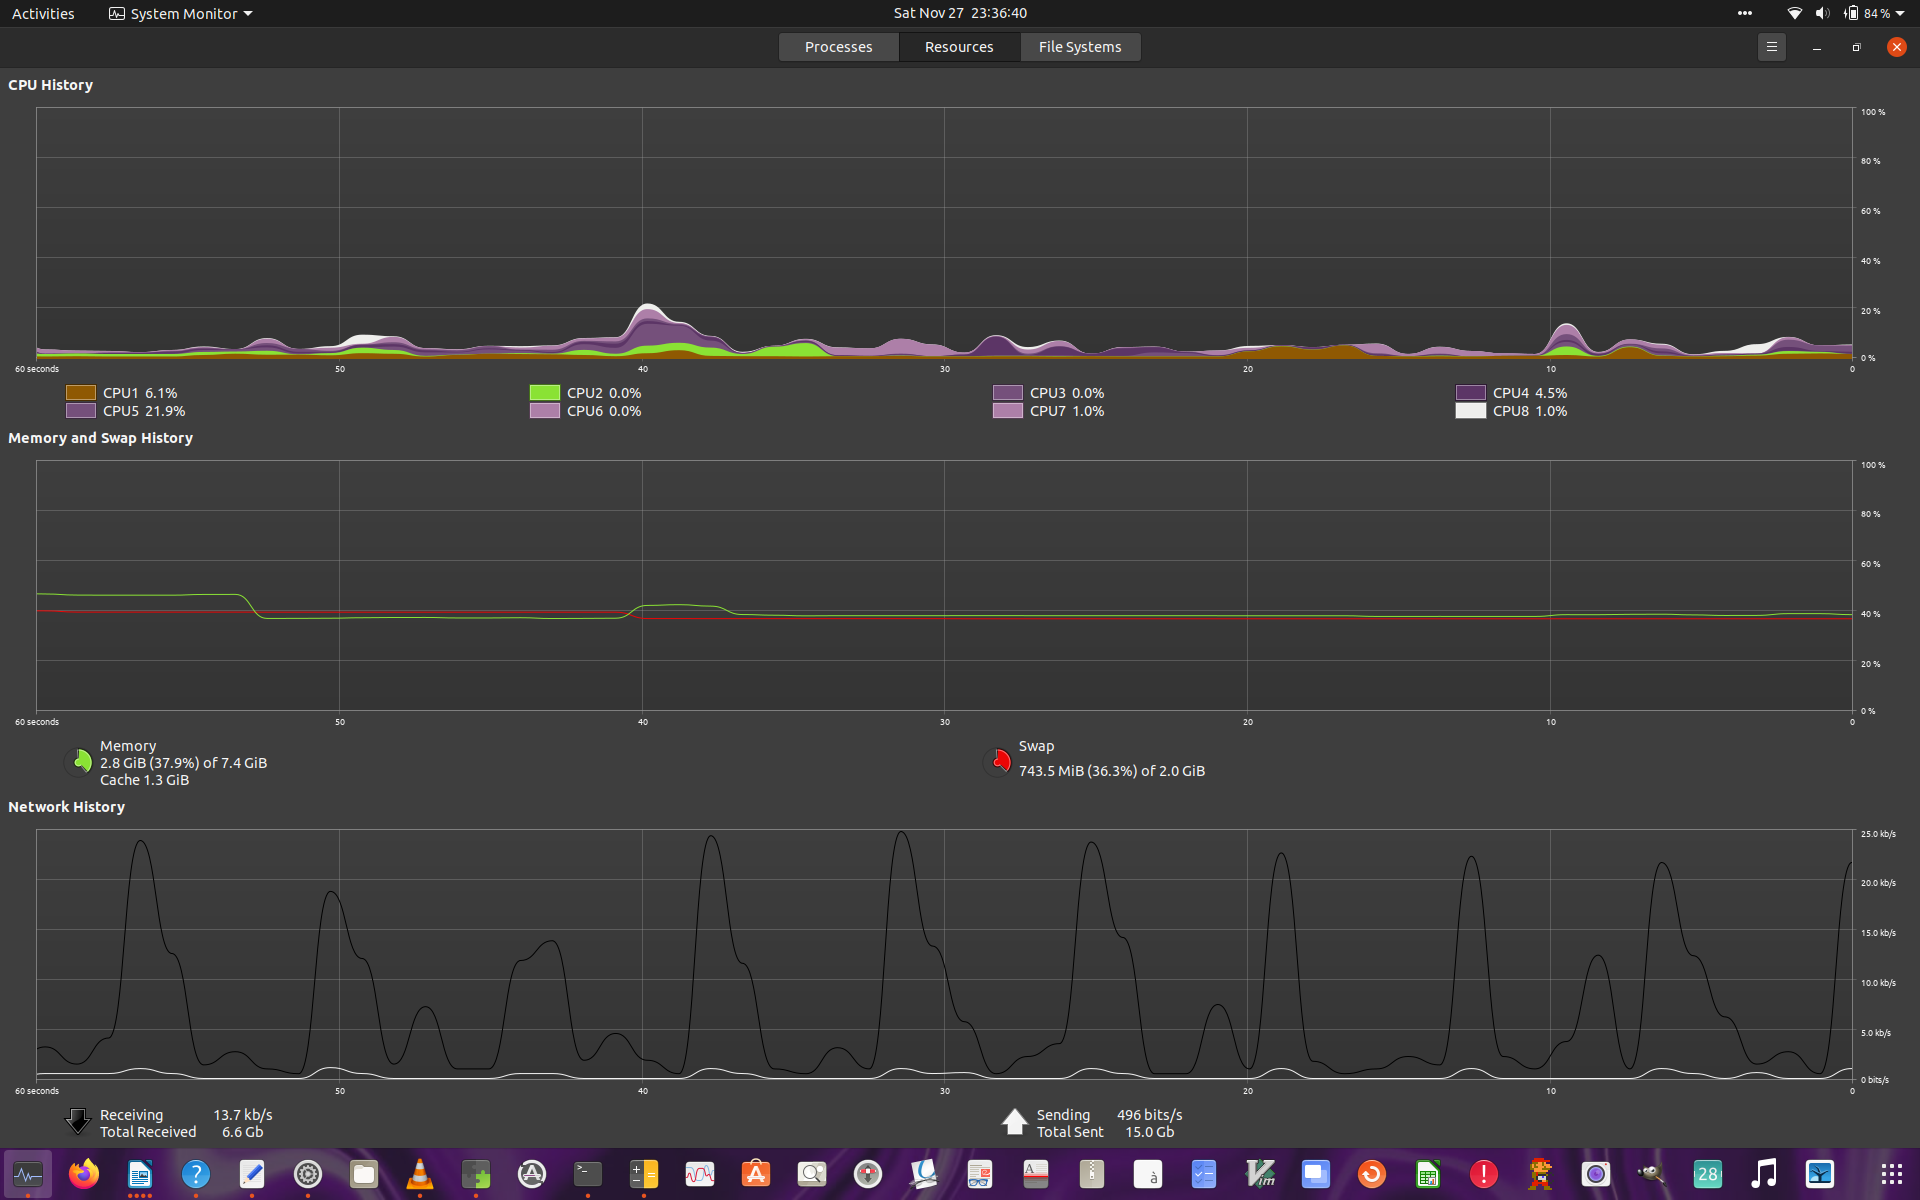 Activities System Monitor Sat Nov 27 23:36:40 84 %
Processes Resources File Systems
CPU History
100 %
80 %
60 %
40 %
20 %
0 %
60 seconds 50 40 30 20 10 0
CPU1 6.1% CPU2 0.0% CPU3 0.0% CPU4 4.5%
CPU5 21.9% CPU6 0.0% CPU7 1.0% CPU8 1.0%
Memory and Swap History
100 %
80 %
60 %
40 %
20 %
0 %
60 seconds 50 40 30 20 10 0
Memory
2.8 GiB (37.9%) of 7.4 GiB
Cache 1.3 GiB
Swap
743.5 MiB (36.3%) of 2.0 GiB
Network History
25.0 kb/s
20.0 kb/s
15.0 kb/s
10.0 kb/s
5.0 kb/s
0 bits/s
60 seconds 50 40 30 20 10 0
Receiving 13.7 kb/s
Total Received 6.6 Gb
Sending 496 bits/s
Total Sent 15.0 Gb
? >_ A à Vim ! 28